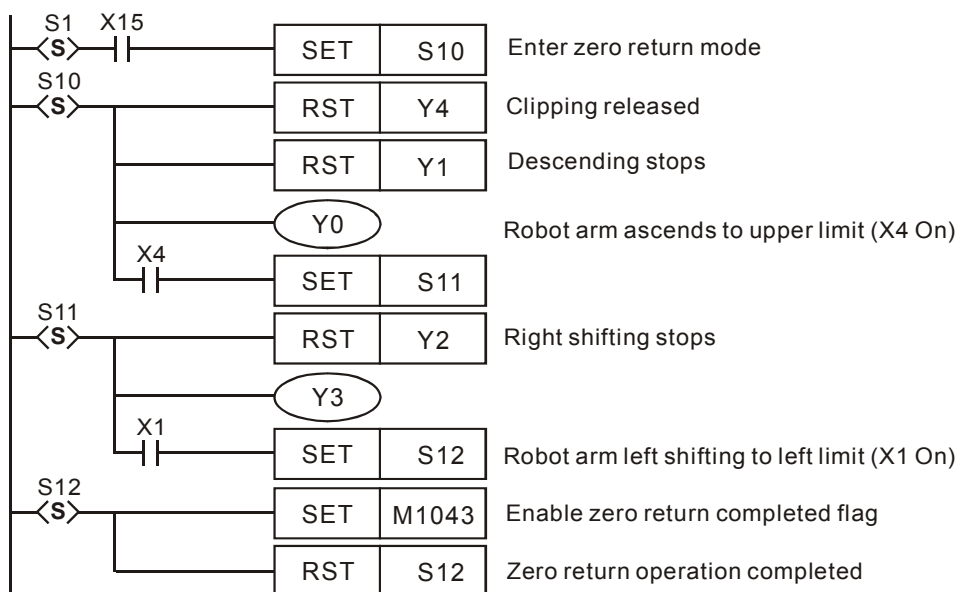 S1 X15
S SET S10 Enter zero return mode
S10
S RST Y4 Clipping released
RST Y1 Descending stops
Y0 Robot arm ascends to upper limit (X4 On)
X4
SET S11
S11
S RST Y2 Right shifting stops
Y3
X1
SET S12 Robot arm left shifting to left limit (X1 On)
S12
S SET M1043 Enable zero return completed flag
RST S12 Zero return operation completed